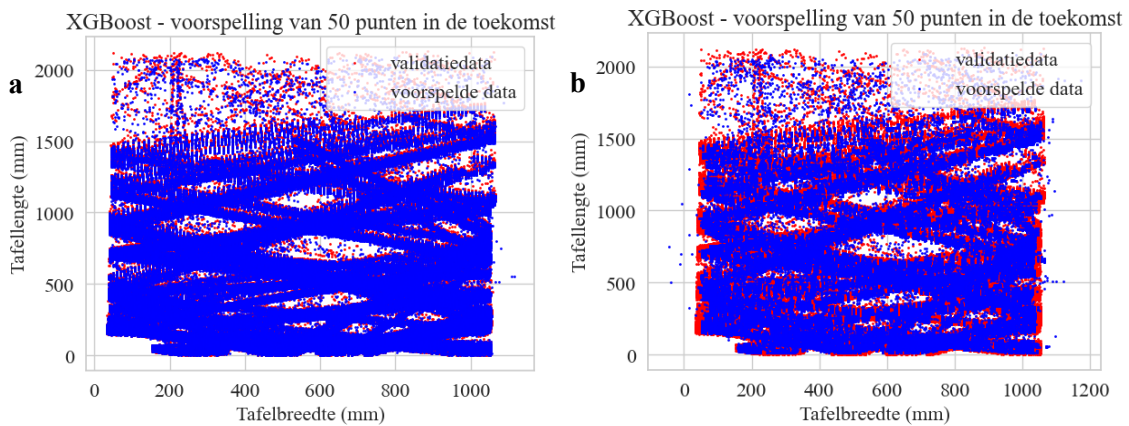 XGBoost - voorspelling van 50 punten in de toekomst
a
validatiedata
voorspelde data
2000
1500
1000
500
0
Tafellengte (mm)
0 200 400 600 800 1000
Tafelbreedte (mm)
XGBoost - voorspelling van 50 punten in de toekomst
b
validatiedata
voorspelde data
2000
1500
1000
500
0
Tafellengte (mm)
0 200 400 600 800 1000 1200
Tafelbreedte (mm)